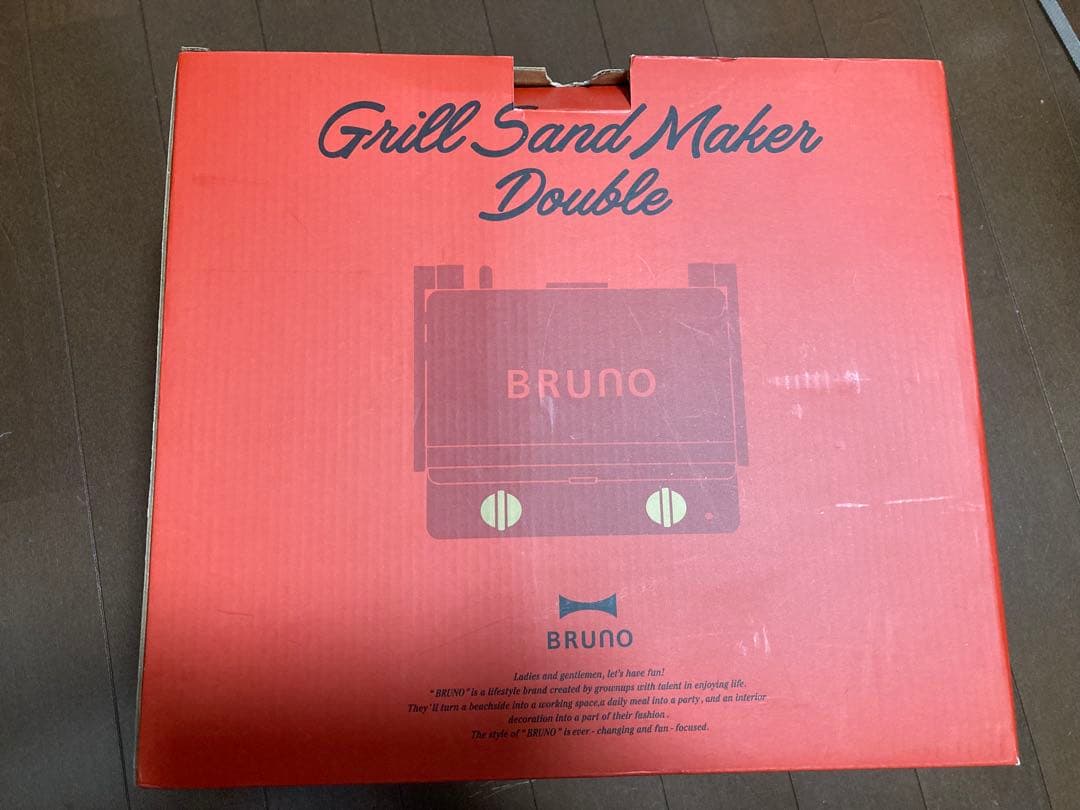 Grill Sand Maker
Double
BRUNO
BRUNO
Ladies and gentlemen, let's have fun!
"BRUNO" is a lifestyle brand created by grownups with talent in enjoying life.
They'll turn a beachside into a working space,a daily meal into a party, and an interior
decoration into a part of their fashion.
The style of "BRUNO" is ever - changing and fun - focused.